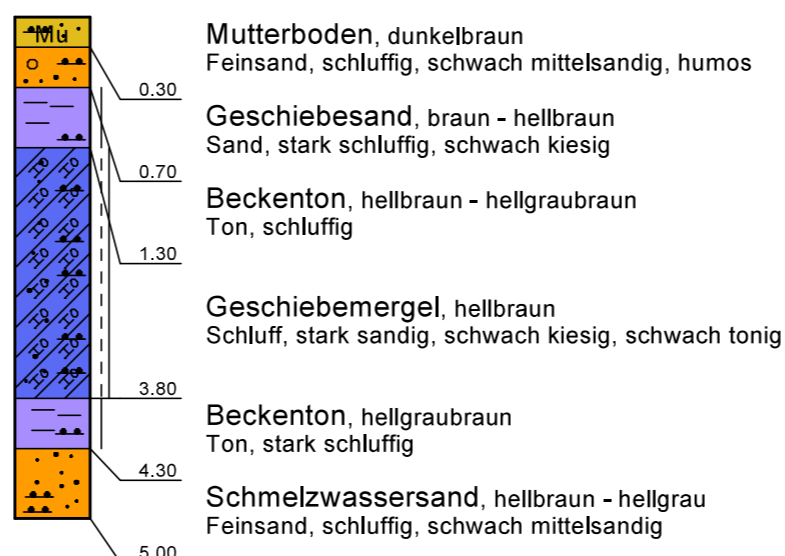 Mu
Mutterboden, dunkelbraun
Feinsand, schluffig, schwach mittelsandig, humos
0.30
Geschiebesand, braun - hellbraun
Sand, stark schluffig, schwach kiesig
0.70
Beckenton, hellbraun - hellgraubraun
Ton, schluffig
1.30
Geschiebemergel, hellbraun
Schluff, stark sandig, schwach kiesig, schwach tonig
3.80
Beckenton, hellgraubraun
Ton, stark schluffig
4.30
Schmelzwassersand, hellbraun - hellgrau
Feinsand, schluffig, schwach mittelsandig
5.00